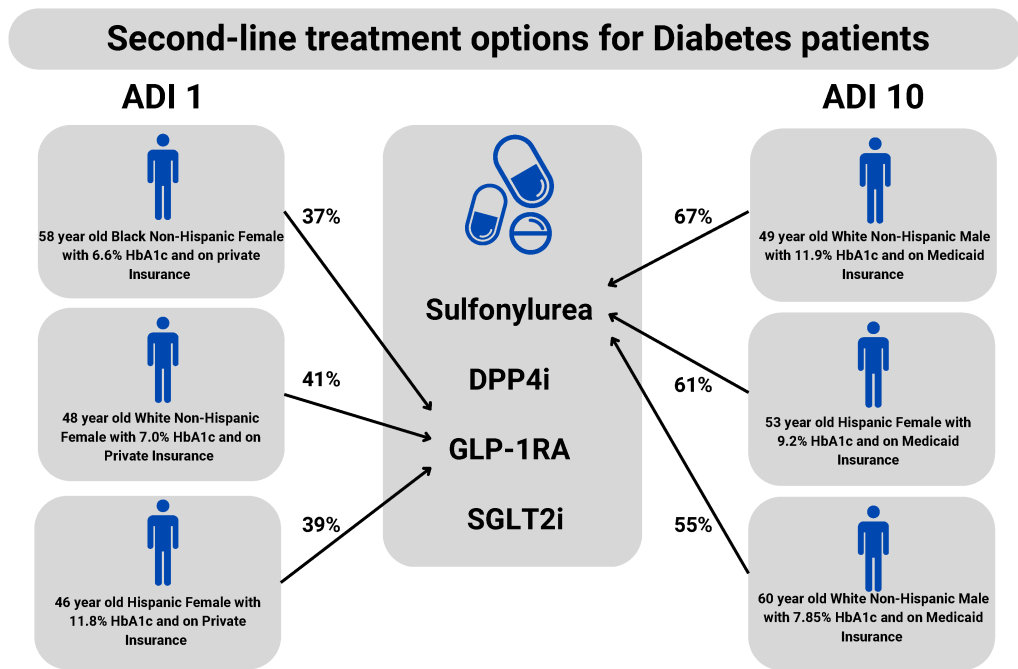 Second-line treatment options for Diabetes patients
ADI 1
58 year old Black Non-Hispanic Female
with 6.6% HbA1c and on private
Insurance
37%
48 year old White Non-Hispanic
Female with 7.0% HbA1c and on
Private Insurance
41%
46 year old Hispanic Female with
11.8% HbA1c and on Private
Insurance
39%
Sulfonylurea
DPP4i
GLP-1RA
SGLT2i
ADI 10
67%
49 year old White Non-Hispanic Male
with 11.9% HbA1c and on Medicaid
Insurance
61%
53 year old Hispanic Female with
9.2% HbA1c and on Medicaid
Insurance
55%
60 year old White Non-Hispanic Male
with 7.85% HbA1c and on Medicaid
Insurance